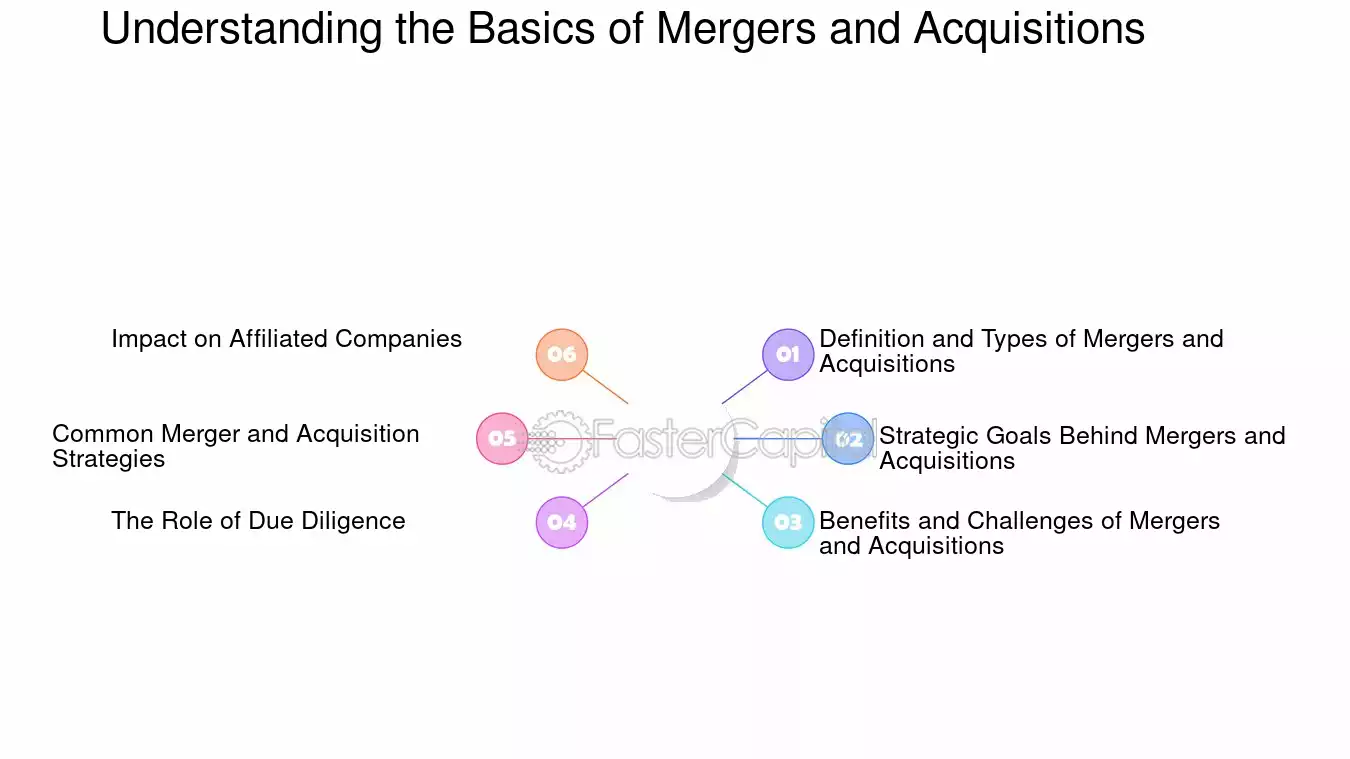 Understanding the Basics of Mergers and Acquisitions
06
Impact on Affiliated Companies
01
Definition and Types of Mergers and
Acquisitions
05
Common Merger and Acquisition
Strategies
FasterCapital
02
Strategic Goals Behind Mergers and
Acquisitions
04
The Role of Due Diligence
03
Benefits and Challenges of Mergers
and Acquisitions